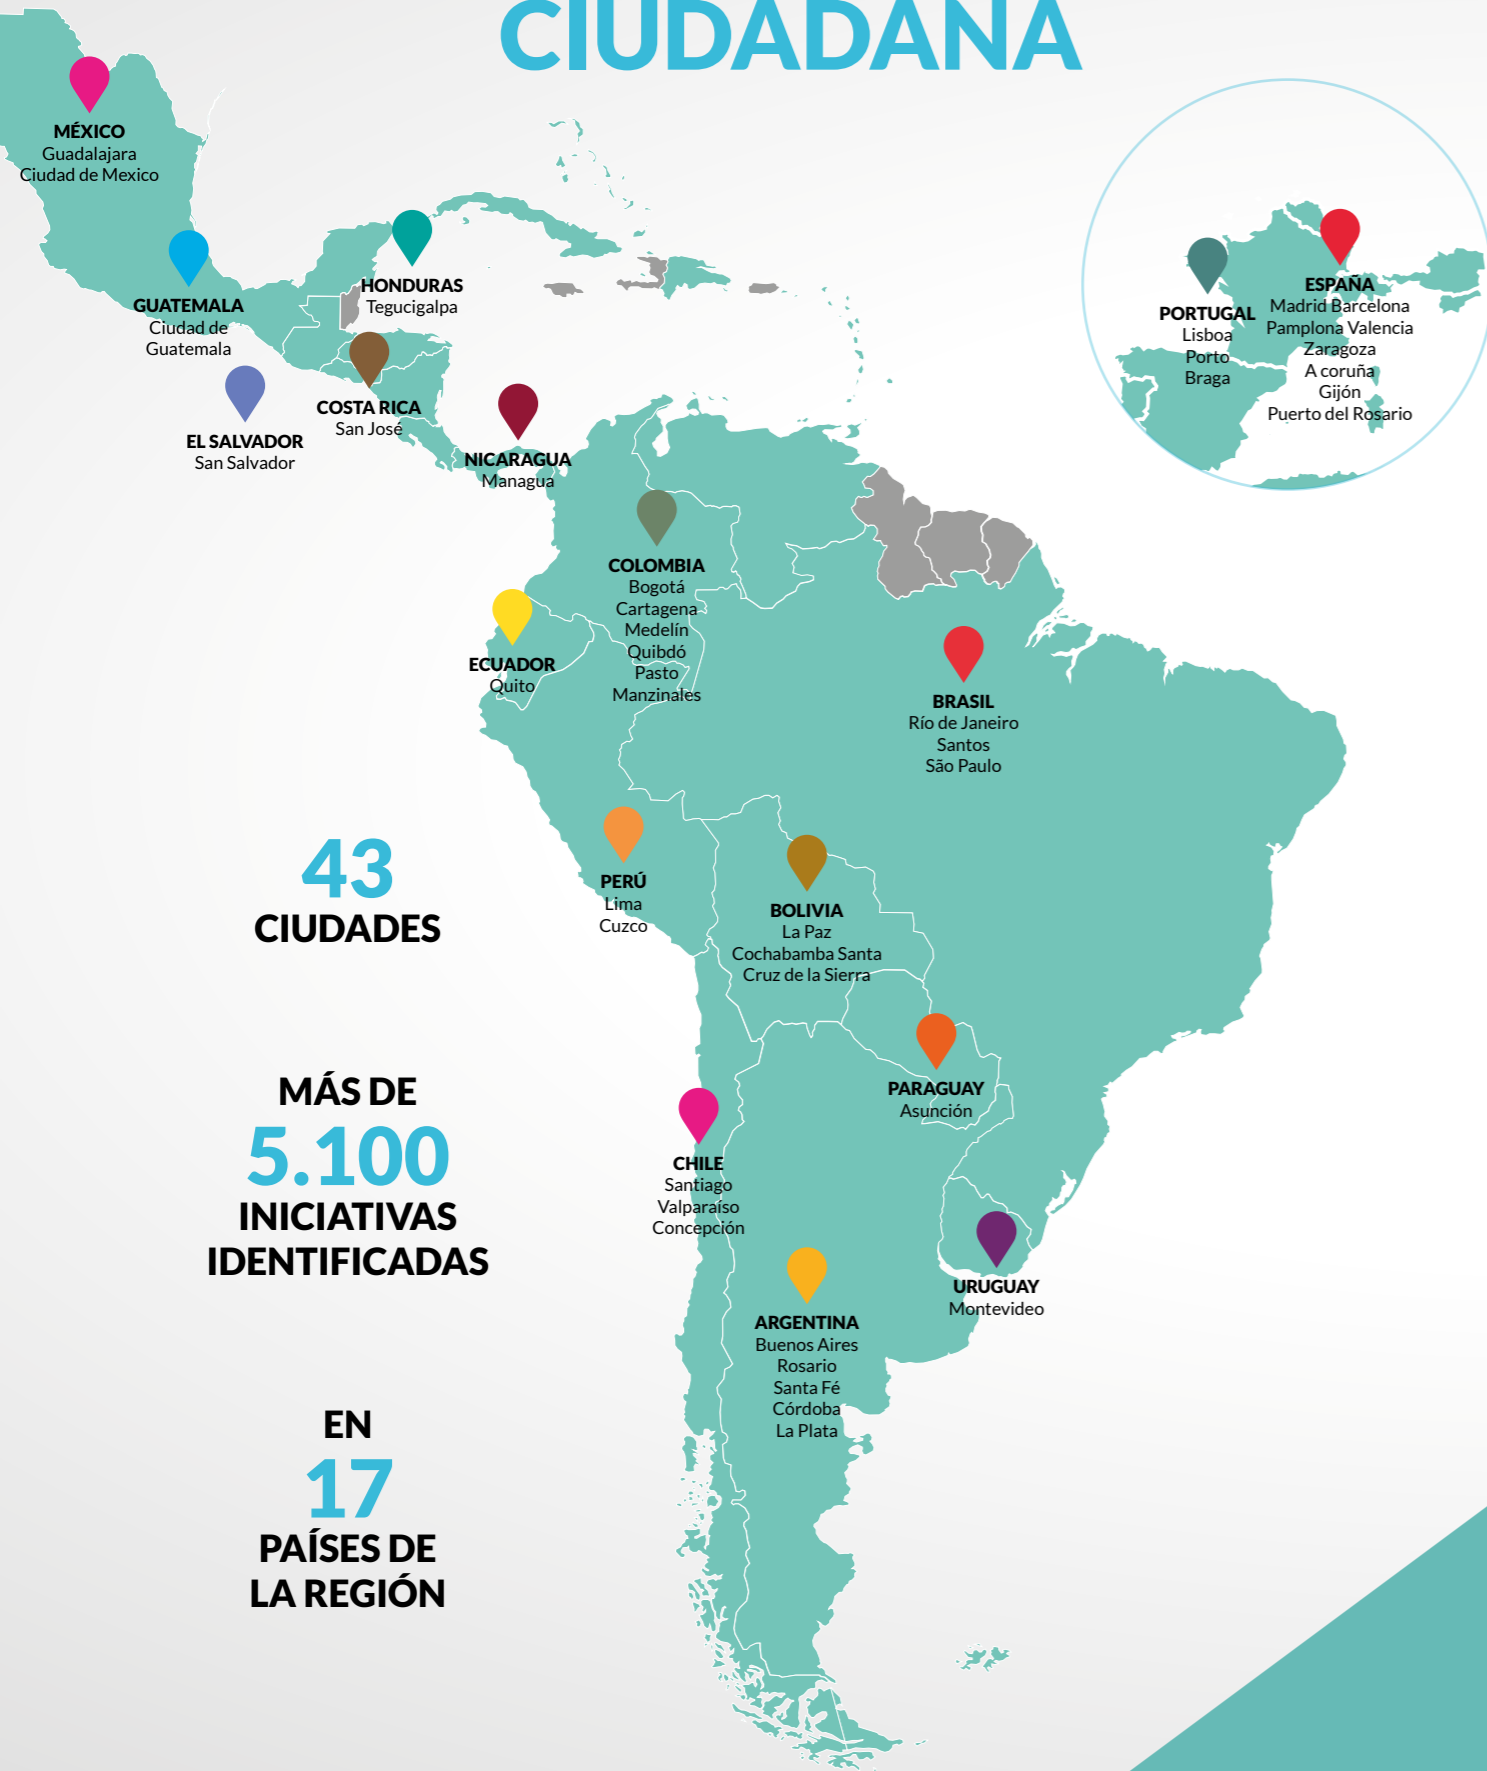 CIUDADANA
MÉXICO
Guadalajara
Ciudad de Mexico
GUATEMALA
Ciudad de
Guatemala
HONDURAS
Tegucigalpa
EL SALVADOR
San Salvador
COSTA RICA
San José
NICARAGUA
Managua
PORTUGAL
Lisboa
Porto
Braga
ESPAÑA
Madrid Barcelona
Pamplona Valencia
Zaragoza
A coruña
Gijón
Puerto del Rosario
COLOMBIA
Bogotá
Cartagena
Medelín
Quibdó
Pasto
Manzinales
ECUADOR
Quito
BRASIL
Río de Janeiro
Santos
São Paulo
PERÚ
Lima
Cuzco
BOLIVIA
La Paz
Cochabamba Santa
Cruz de la Sierra
PARAGUAY
Asunción
CHILE
Santiago
Valparaíso
Concepción
URUGUAY
Montevideo
ARGENTINA
Buenos Aires
Rosario
Santa Fé
Córdoba
La Plata
43
CIUDADES
MÁS DE
5.100
INICIATIVAS
IDENTIFICADAS
EN
17
PAÍSES DE
LA REGIÓN